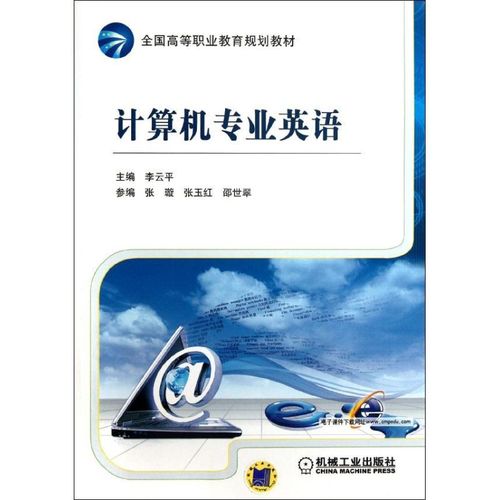 全国高等职业教育规划教材
计算机专业英语
主编 李云平
参编 张 璇 张玉红 邵世翠
@
e
电子课件下载网址
www.cmpedu.com
机械工业出版社
CHINA MACHINE PRESS